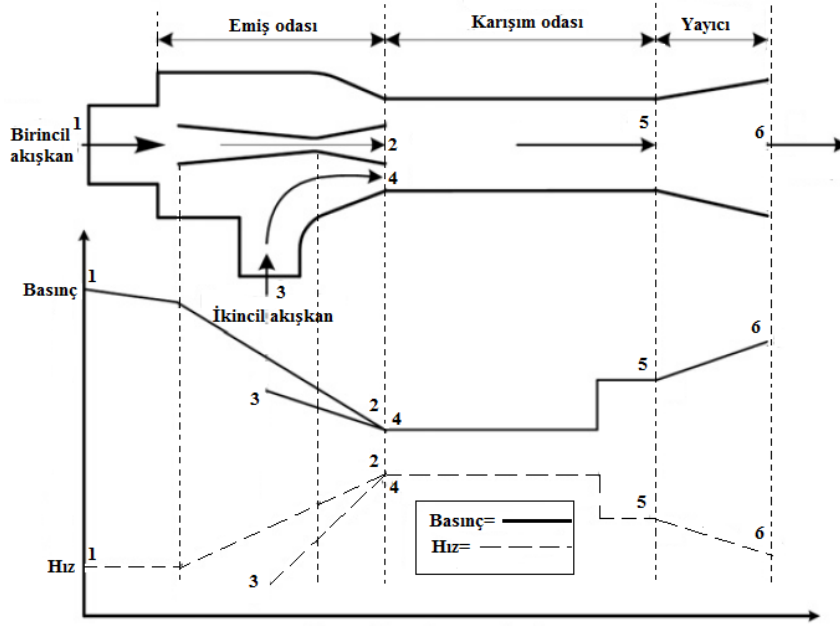 Emiş odası
Karışım odası
Yayıcı
1
Birincil
akışkan
2
4
5
6
3
İkincil akışkan
1
Basınç
3
2
4
5
6
2
4
5
6
1
Hız
3
Basınç=
Hız=